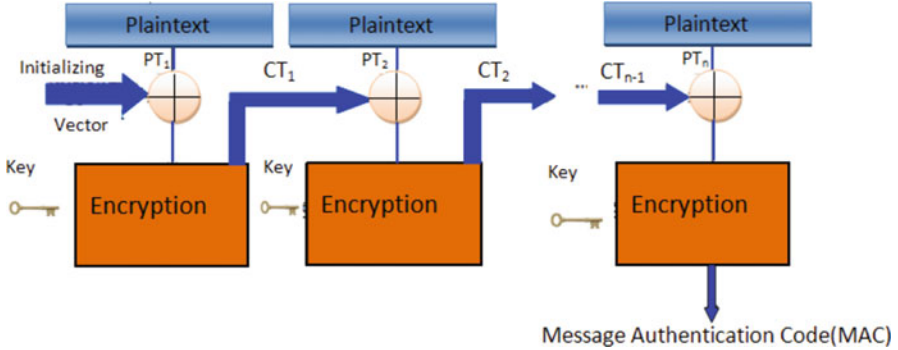 Plaintext
Plaintext
Plaintext
PT1
PT2
PTn
Initializing
Vector
CT1
CT2
...
CTn-1
Key
Key
Key
Encryption
Encryption
Encryption
Message Authentication Code(MAC)